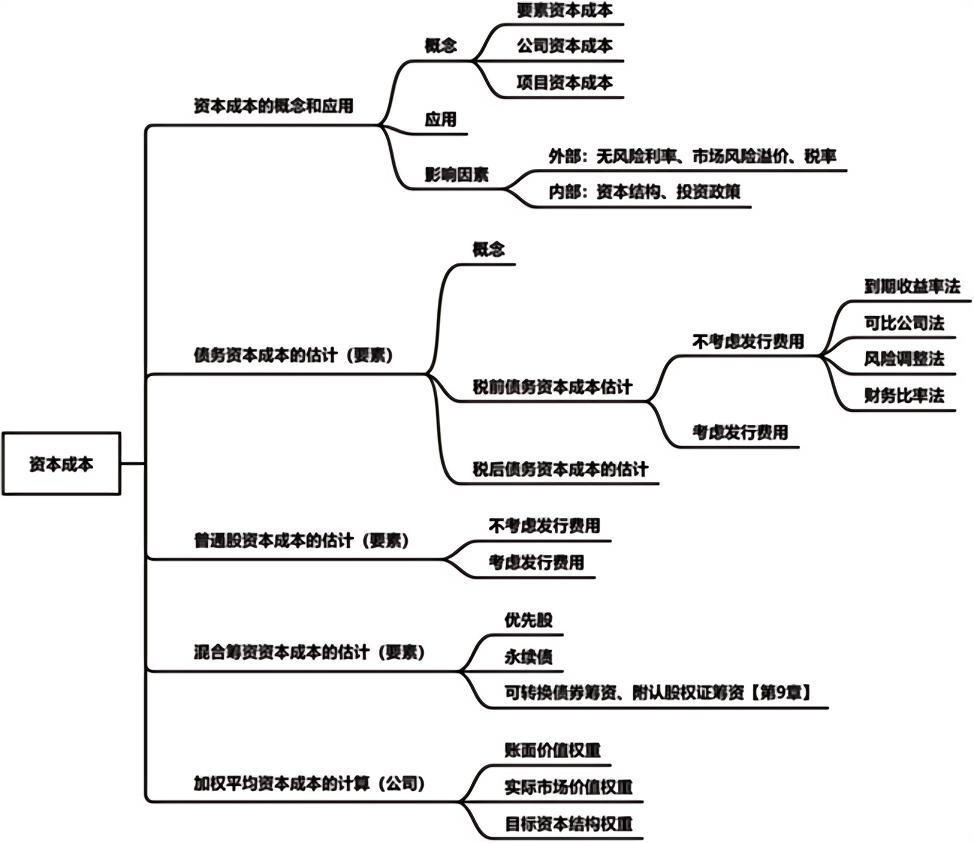 资本成本
资本成本的概念和应用
概念
要素资本成本
公司资本成本
项目资本成本
应用
影响因素
外部：无风险利率、市场风险溢价、税率
内部：资本结构、投资政策
债务资本成本的估计（要素）
概念
税前债务资本成本估计
不考虑发行费用
到期收益率法
可比公司法
风险调整法
财务比率法
考虑发行费用
税后债务资本成本的估计
普通股资本成本的估计（要素）
不考虑发行费用
考虑发行费用
混合筹资资本成本的估计（要素）
优先股
永续债
可转换债券筹资、附认股权证筹资【第9章】
加权平均资本成本的计算（公司）
账面价值权重
实际市场价值权重
目标资本结构权重